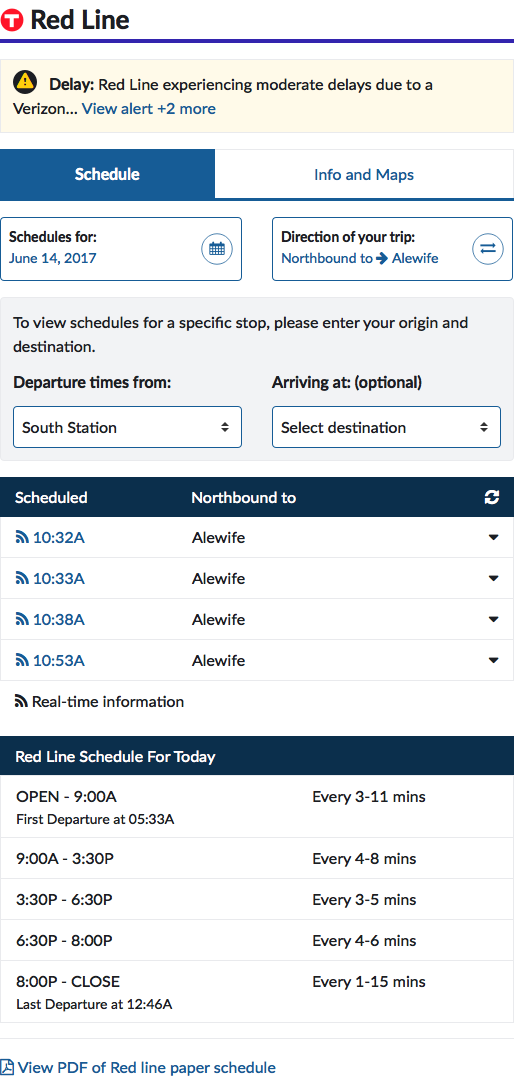 T Red Line
Delay: Red Line experiencing moderate delays due to a
Verizon... View alert +2 more
Schedule Info and Maps
Schedules for:
June 14, 2017
Direction of your trip:
Northbound to → Alewife
To view schedules for a specific stop, please enter your origin and
destination.
Departure times from: Arriving at: (optional)
South Station Select destination
Scheduled Northbound to
10:32A Alewife
10:33A Alewife
10:38A Alewife
10:53A Alewife
Real-time information
Red Line Schedule For Today
OPEN - 9:00A Every 3-11 mins
First Departure at 05:33A
9:00A - 3:30P Every 4-8 mins
3:30P - 6:30P Every 3-5 mins
6:30P - 8:00P Every 4-6 mins
8:00P - CLOSE Every 1-15 mins
Last Departure at 12:46A
View PDF of Red line paper schedule